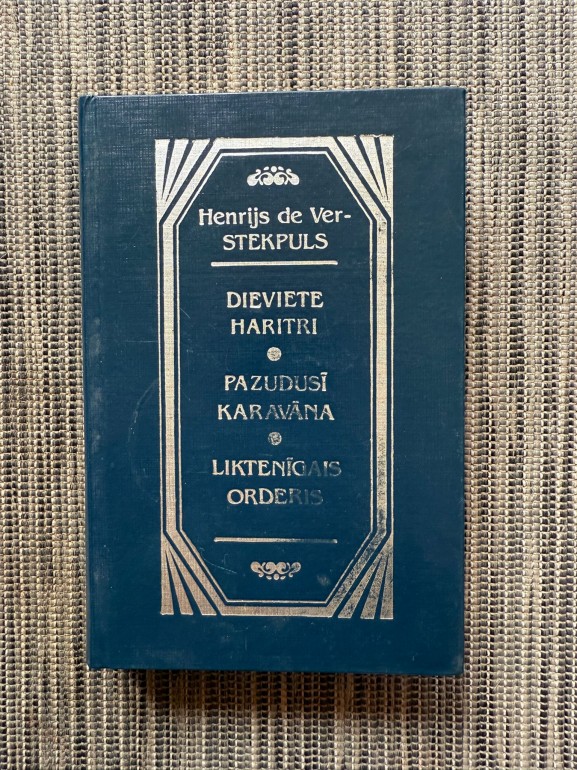 Henrijs de Ver-
STEKPULS
DIEVIETE
HARITRI
PAZUDUSĪ
KARAVĀNA
LIKTENĪGAIS
ORDERIS